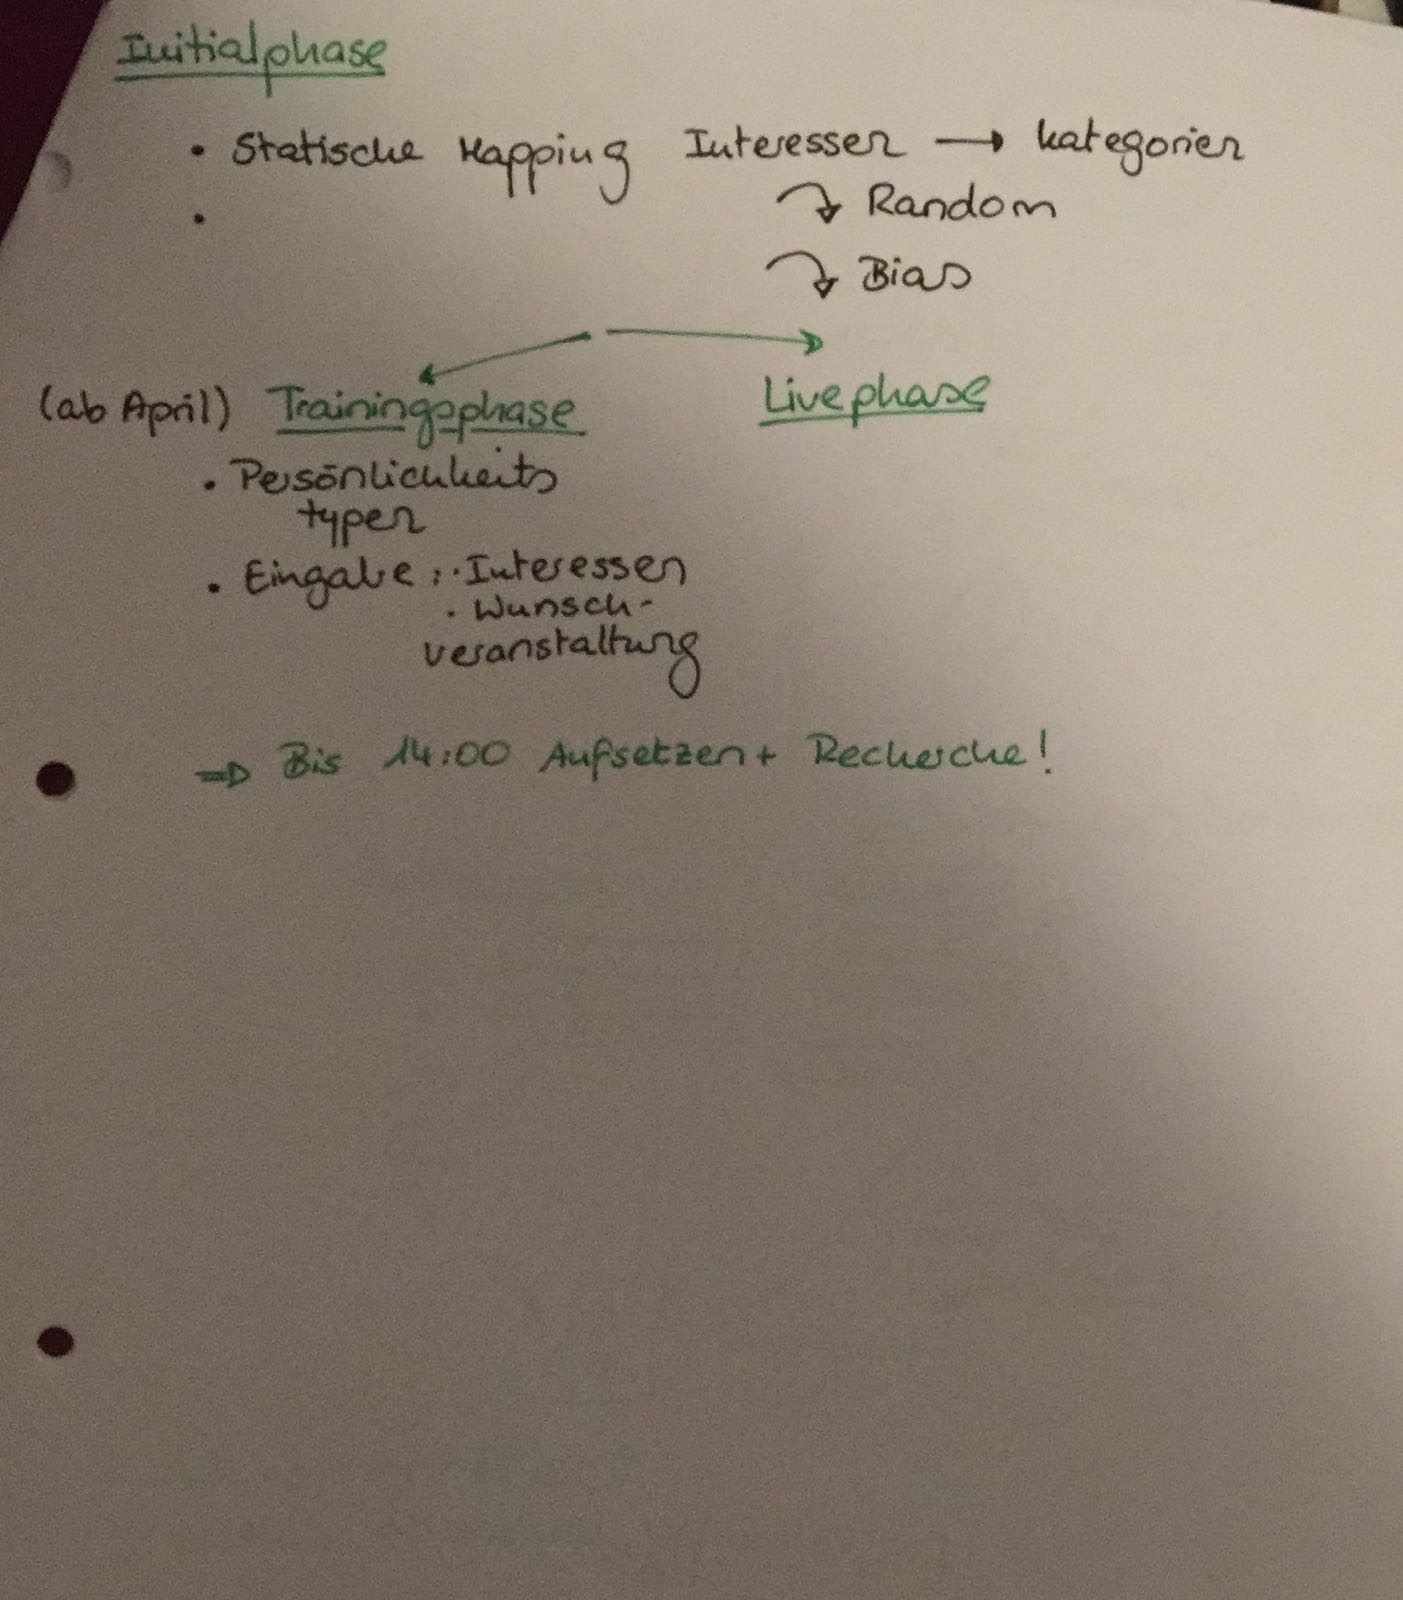 Initialphase
• Statische Mapping Interessen → Kategorien
• ↷ Random
↷ Bias
(ab April) Trainingsphase Livephase
• Persönlichkeits
typen
• Eingabe : · Interessen
· Wunsch-
veranstaltung
⇒ Bis 14:00 Aufsetzen + Recherche!